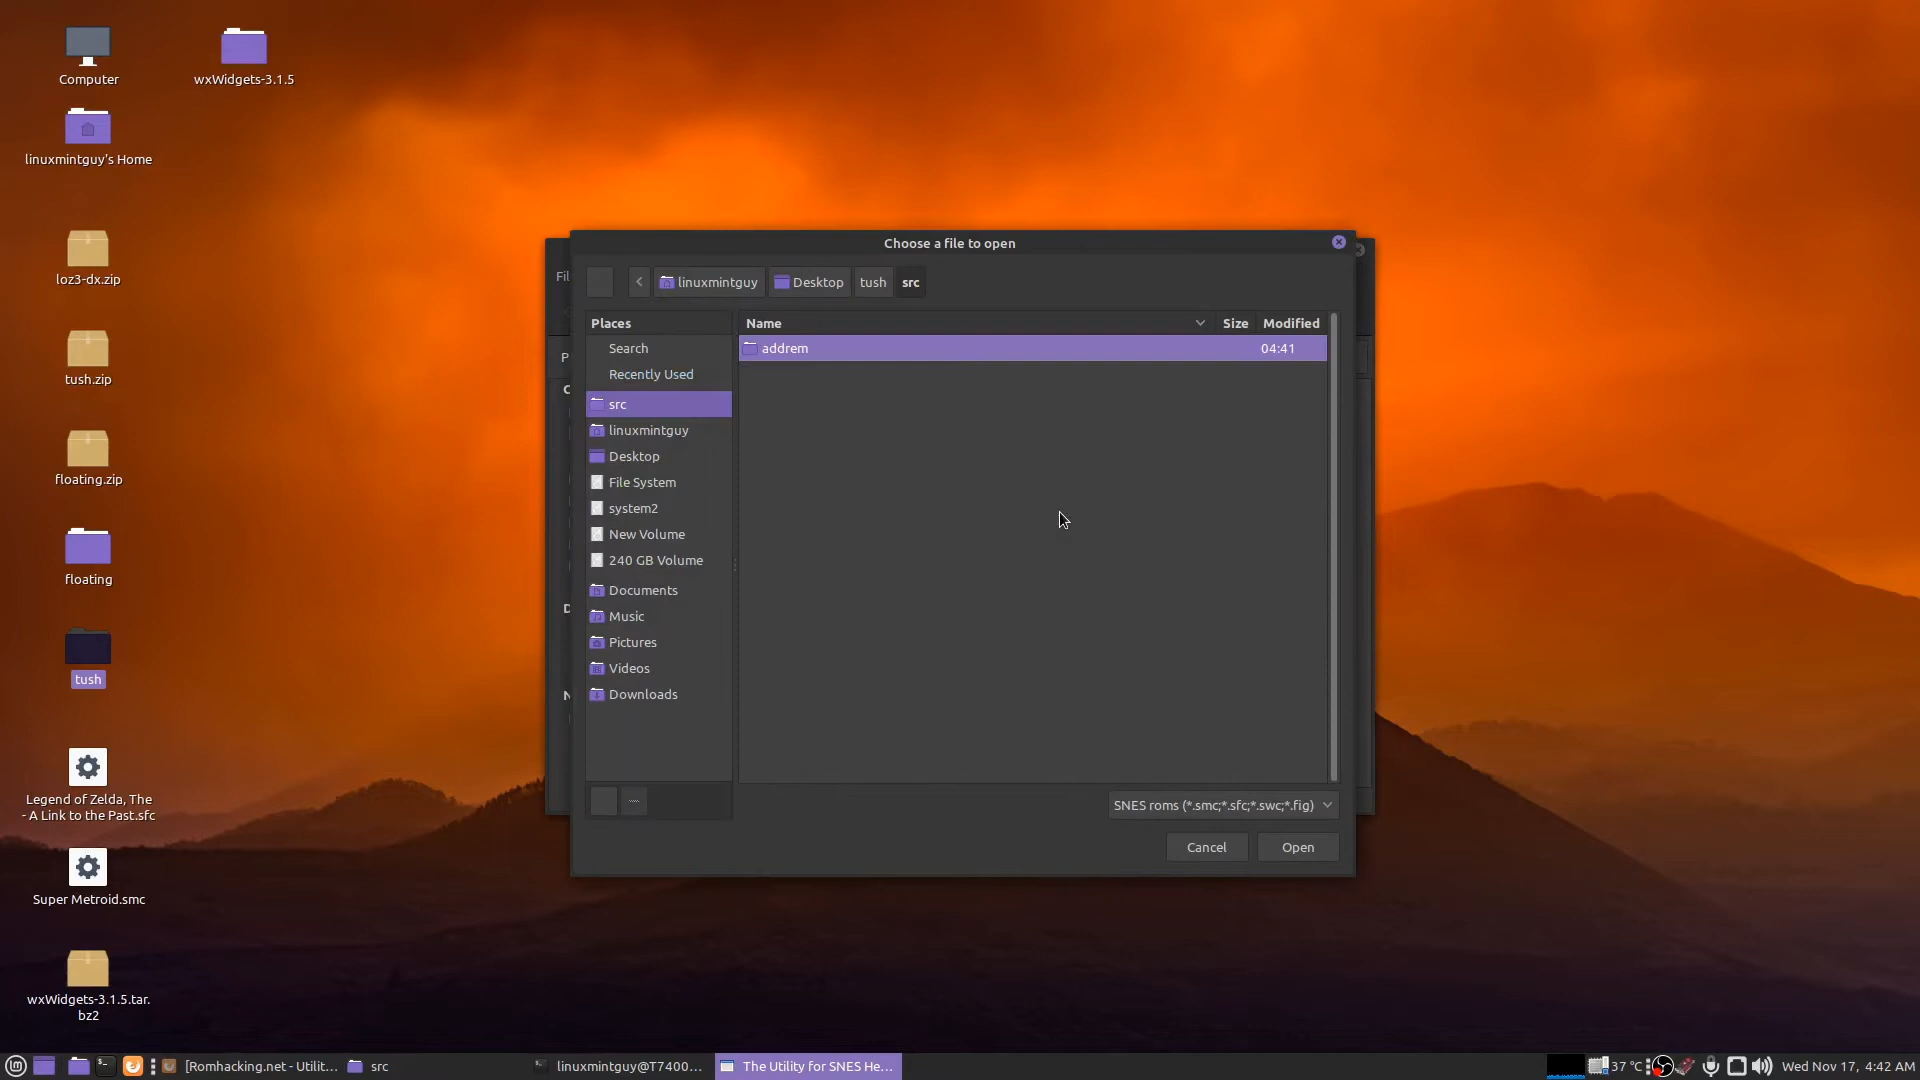 Computer
wxWidgets-3.1.5
linuxmintguy's Home
loz3-dx.zip
tush.zip
floating.zip
floating
tush
Legend of Zelda, The
- A Link to the Past.sfc
Super Metroid.smc
wxWidgets-3.1.5.tar.
bz2
Choose a file to open
Fil
linuxmintguy
Desktop
tush
src
Places
Name
Size
Modified
Search
addrem
04:41
Recently Used
src
linuxmintguy
Desktop
File System
system2
New Volume
240 GB Volume
Documents
Music
Pictures
Videos
Downloads
SNES roms (*.smc;*.sfc;*.swc;*.fig)
Cancel
Open
[Romhacking.net - Utilit...
src
linuxmintguy@T7400...
The Utility for SNES He...
37 °C
Wed Nov 17, 4:42 AM